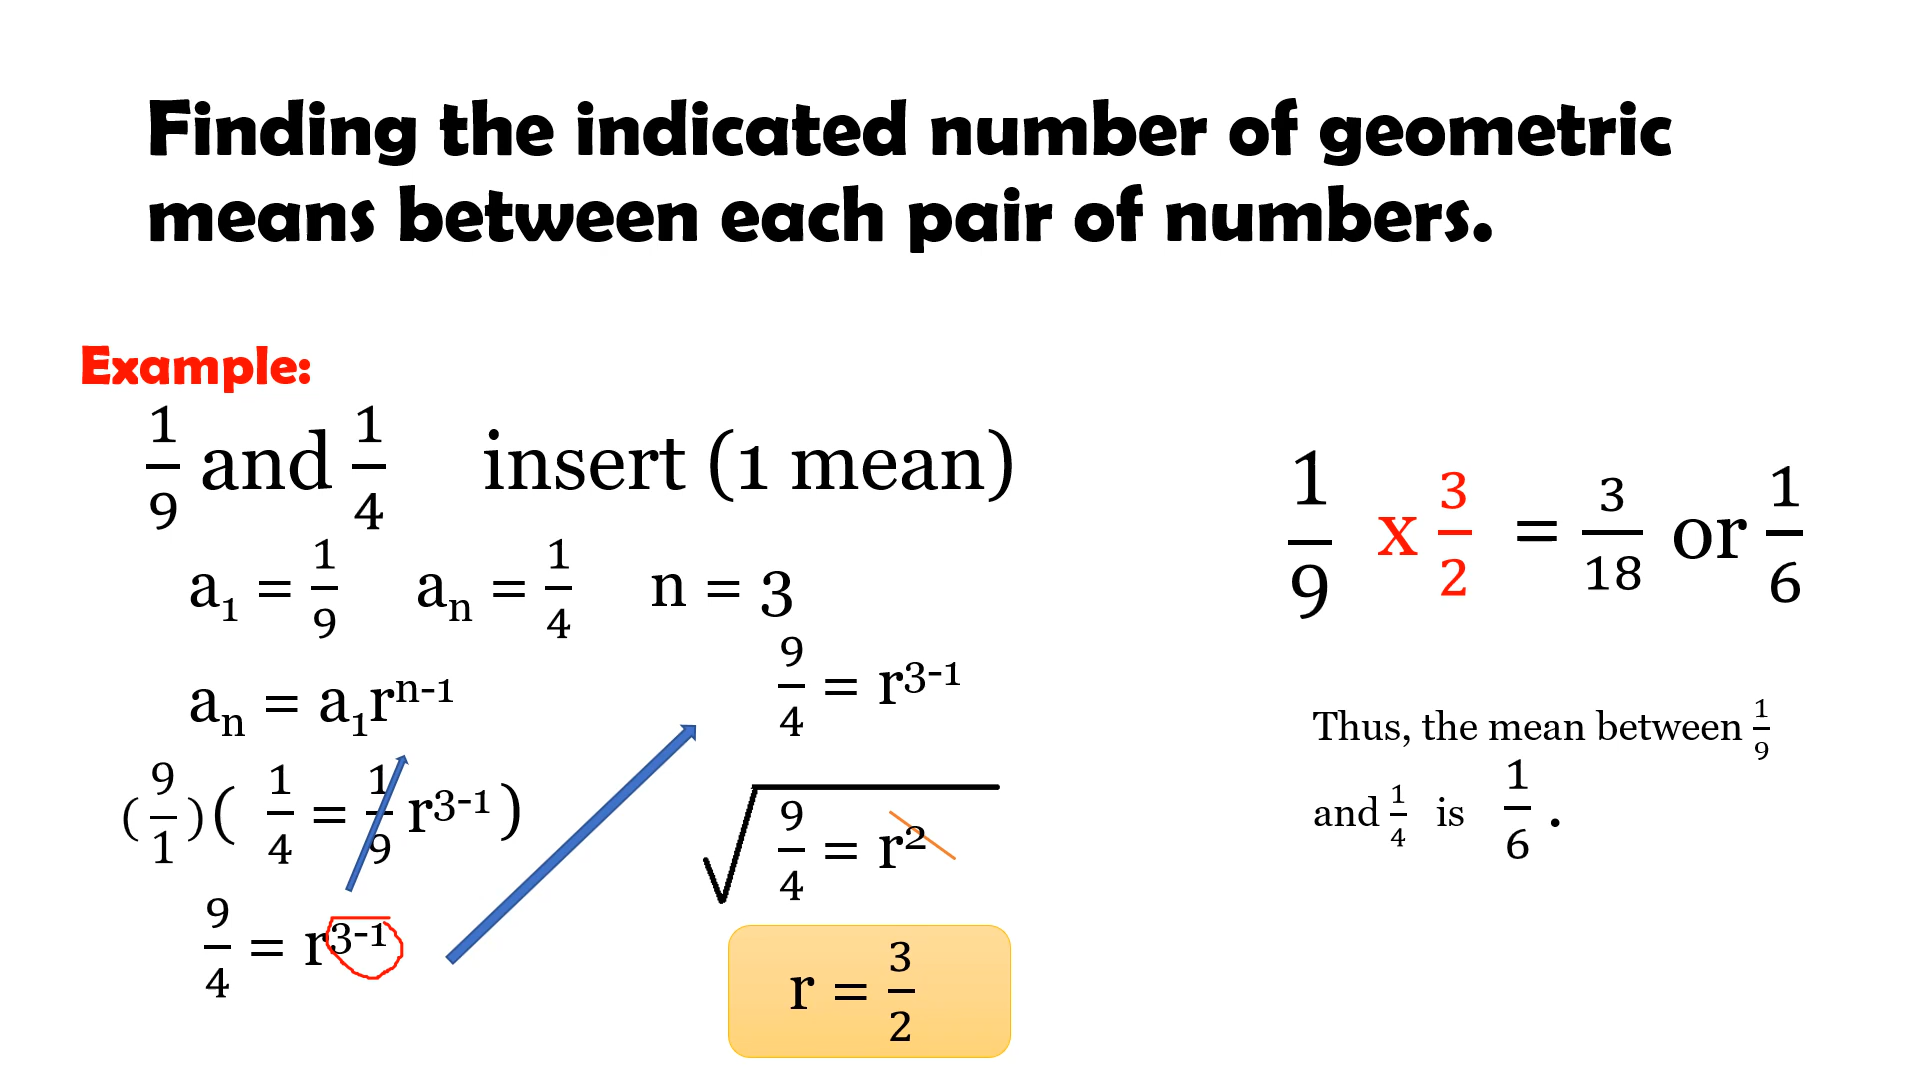 Finding the indicated number of geometric
means between each pair of numbers.
Example:
1/9 and 1/4 insert (1 mean)
a₁ = 1/9 aₙ = 1/4 n = 3
aₙ = a₁rⁿ⁻¹
(9/1)( 1/4 = 1/9 r³⁻¹)
9/4 = r³⁻¹
9/4 = r³⁻¹
√(9/4 = r²)
r = 3/2
1/9 x 3/2 = 3/18 or 1/6
Thus, the mean between 1/9
and 1/4 is 1/6 .